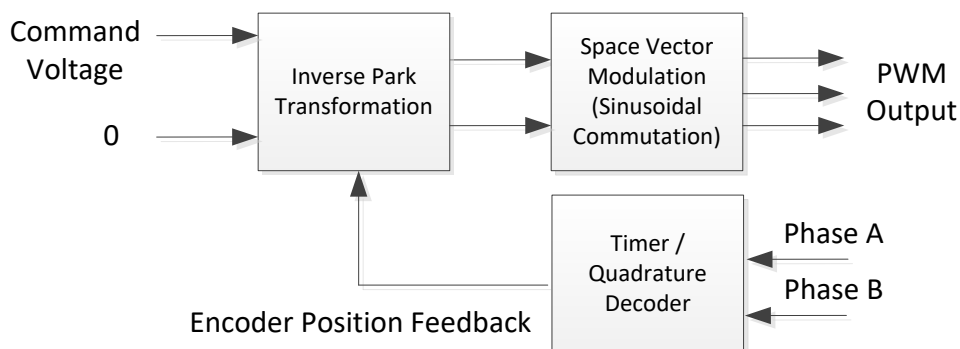 Command
Voltage
0
Inverse Park
Transformation
Space Vector
Modulation
(Sinusoidal
Commutation)
PWM
Output
Timer /
Quadrature
Decoder
Phase A
Phase B
Encoder Position Feedback